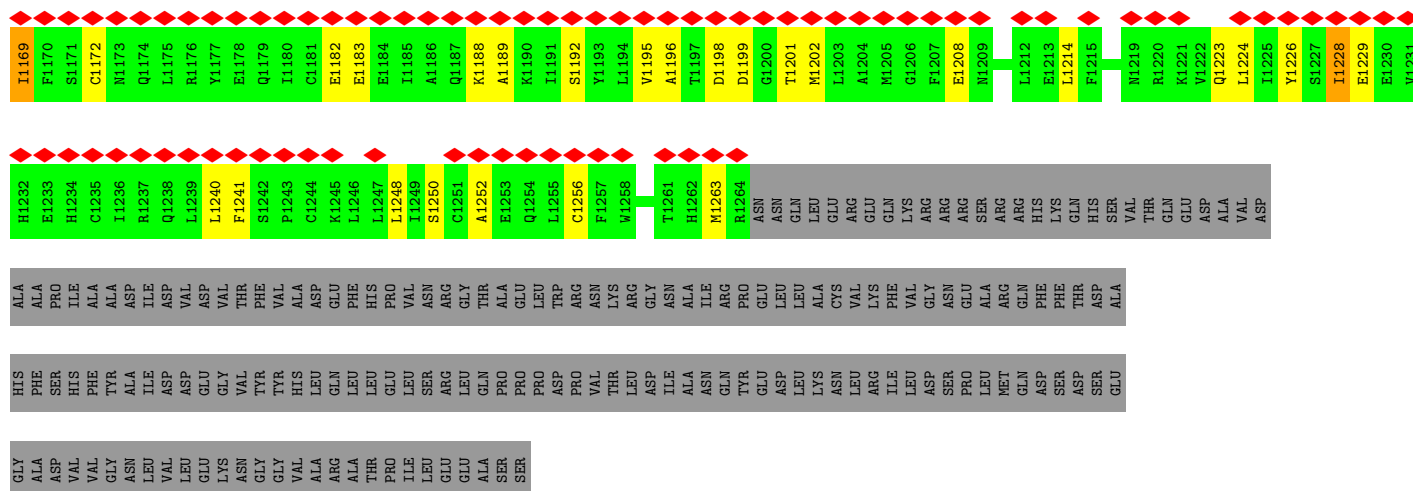 I1169 F1170 S1171 C1172 N1173 Q1174 L1175 R1176 Y1177 E1178 Q1179 I1180 C1181 E1182 E1183 E1184 I1185 A1186 Q1187 K1188 A1189 K1190 I1191 S1192 Y1193 L1194 V1195 A1196 T1197 D1198 D1199 G1200 T1201 M1202 L1203 A1204 M1205 G1206 F1207 E1208 N1209 L1212 E1213 L1214 F1215 N1219 R1220 K1221 V1222 Q1223 L1224 I1225 Y1226 S1227 I1228 E1229 E1230 V1231
H1232 E1233 H1234 C1235 I1236 R1237 Q1238 L1239 L1240 F1241 S1242 P1243 C1244 K1245 L1246 L1247 L1248 I1249 S1250 C1251 A1252 E1253 Q1254 L1255 C1256 F1257 W1258 T1261 H1262 M1263 R1264 ASN ASN GLN LEU GLU ARG GLU GLN LYS ARG ARG ARG SER ARG ARG HIS LYS GLN HIS SER VAL THR GLN GLU ASP ALA VAL ASP
ALA ALA PRO ILE ALA ALA ASP ILE ASP VAL ASP VAL THR PHE VAL ALA ASP GLU PHE HIS PRO VAL ASN ARG GLY THR ALA GLU LEU TRP ARG ASN LYS ARG GLY ASN ALA ILE ARG PRO GLU LEU LEU ALA CYS VAL LYS PHE VAL GLY ASN GLU ALA ARG GLN PHE PHE THR ASP ALA
HIS PHE SER HIS PHE TYR ALA ILE ASP ASP GLU GLY VAL TYR TYR HIS LEU GLN LEU LEU GLU LEU SER ARG LEU GLN PRO PRO PRO ASP PRO VAL THR LEU ASP ILE ALA ASN GLN TYR GLU ASP LEU LYS ASN LEU ARG ILE LEU ASP SER PRO LEU MET GLN ASP SER ASP SER GLU
GLY ALA ASP VAL VAL GLY ASN LEU VAL LEU GLU LYS ASN GLY GLY VAL ALA ARG ALA THR PRO ILE LEU GLU GLU ALA SER SER